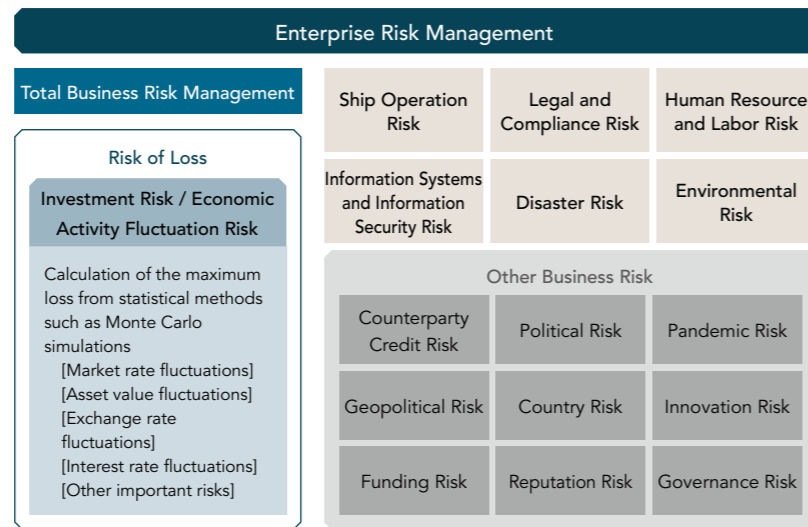 Enterprise Risk Management
Total Business Risk Management
Risk of Loss
Investment Risk / Economic
Activity Fluctuation Risk
Calculation of the maximum
loss from statistical methods
such as Monte Carlo
simulations
[Market rate fluctuations]
[Asset value fluctuations]
[Exchange rate
fluctuations]
[Interest rate fluctuations]
[Other important risks]
Ship Operation
Risk
Legal and
Compliance Risk
Human Resource
and Labor Risk
Information Systems
and Information
Security Risk
Disaster Risk
Environmental
Risk
Other Business Risk
Counterparty
Credit Risk
Political Risk
Pandemic Risk
Geopolitical Risk
Country Risk
Innovation Risk
Funding Risk
Reputation Risk
Governance Risk